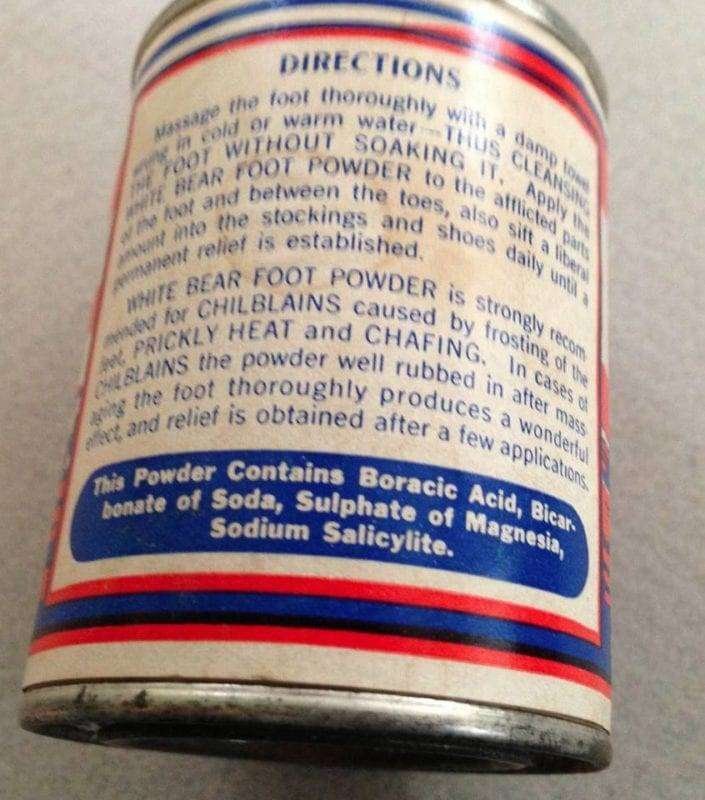 DIRECTIONS
Massage the foot thoroughly with a damp towel
wrung in cold or warm water—THUS CLEANSING
THE FOOT WITHOUT SOAKING IT. Apply the
WHITE BEAR FOOT POWDER to the afflicted parts
of the foot and between the toes, also sift a liberal
amount into the stockings and shoes daily until a
permanent relief is established.
WHITE BEAR FOOT POWDER is strongly recom-
mended for CHILBLAINS caused by frosting of the
feet, PRICKLY HEAT and CHAFING. In cases of
CHILBLAINS the powder well rubbed in after mass-
aging the foot thoroughly produces a wonderful
effect, and relief is obtained after a few applications.
This Powder Contains Boracic Acid, Bicar-
bonate of Soda, Sulphate of Magnesia,
Sodium Salicylite.